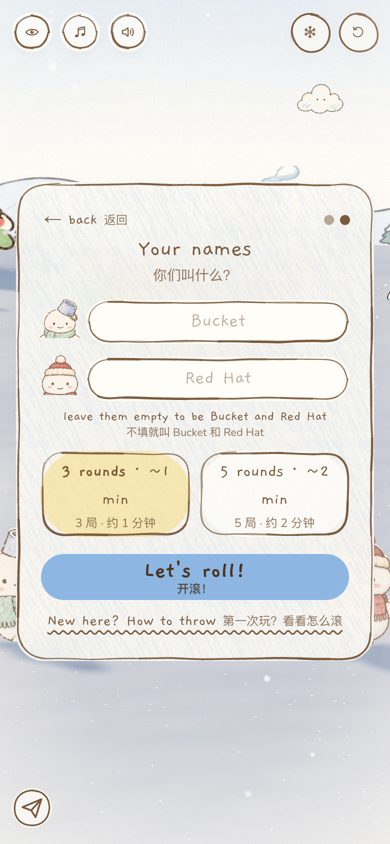 ← back 返回
Your names
你们叫什么？
Bucket
Red Hat
leave them empty to be Bucket and Red Hat
不填就叫 Bucket 和 Red Hat
3 rounds · ~1
min
3 局 · 约 1 分钟
5 rounds · ~2
min
5 局 · 约 2 分钟
Let's roll!
开滚！
New here? How to throw 第一次玩？看看怎么滚